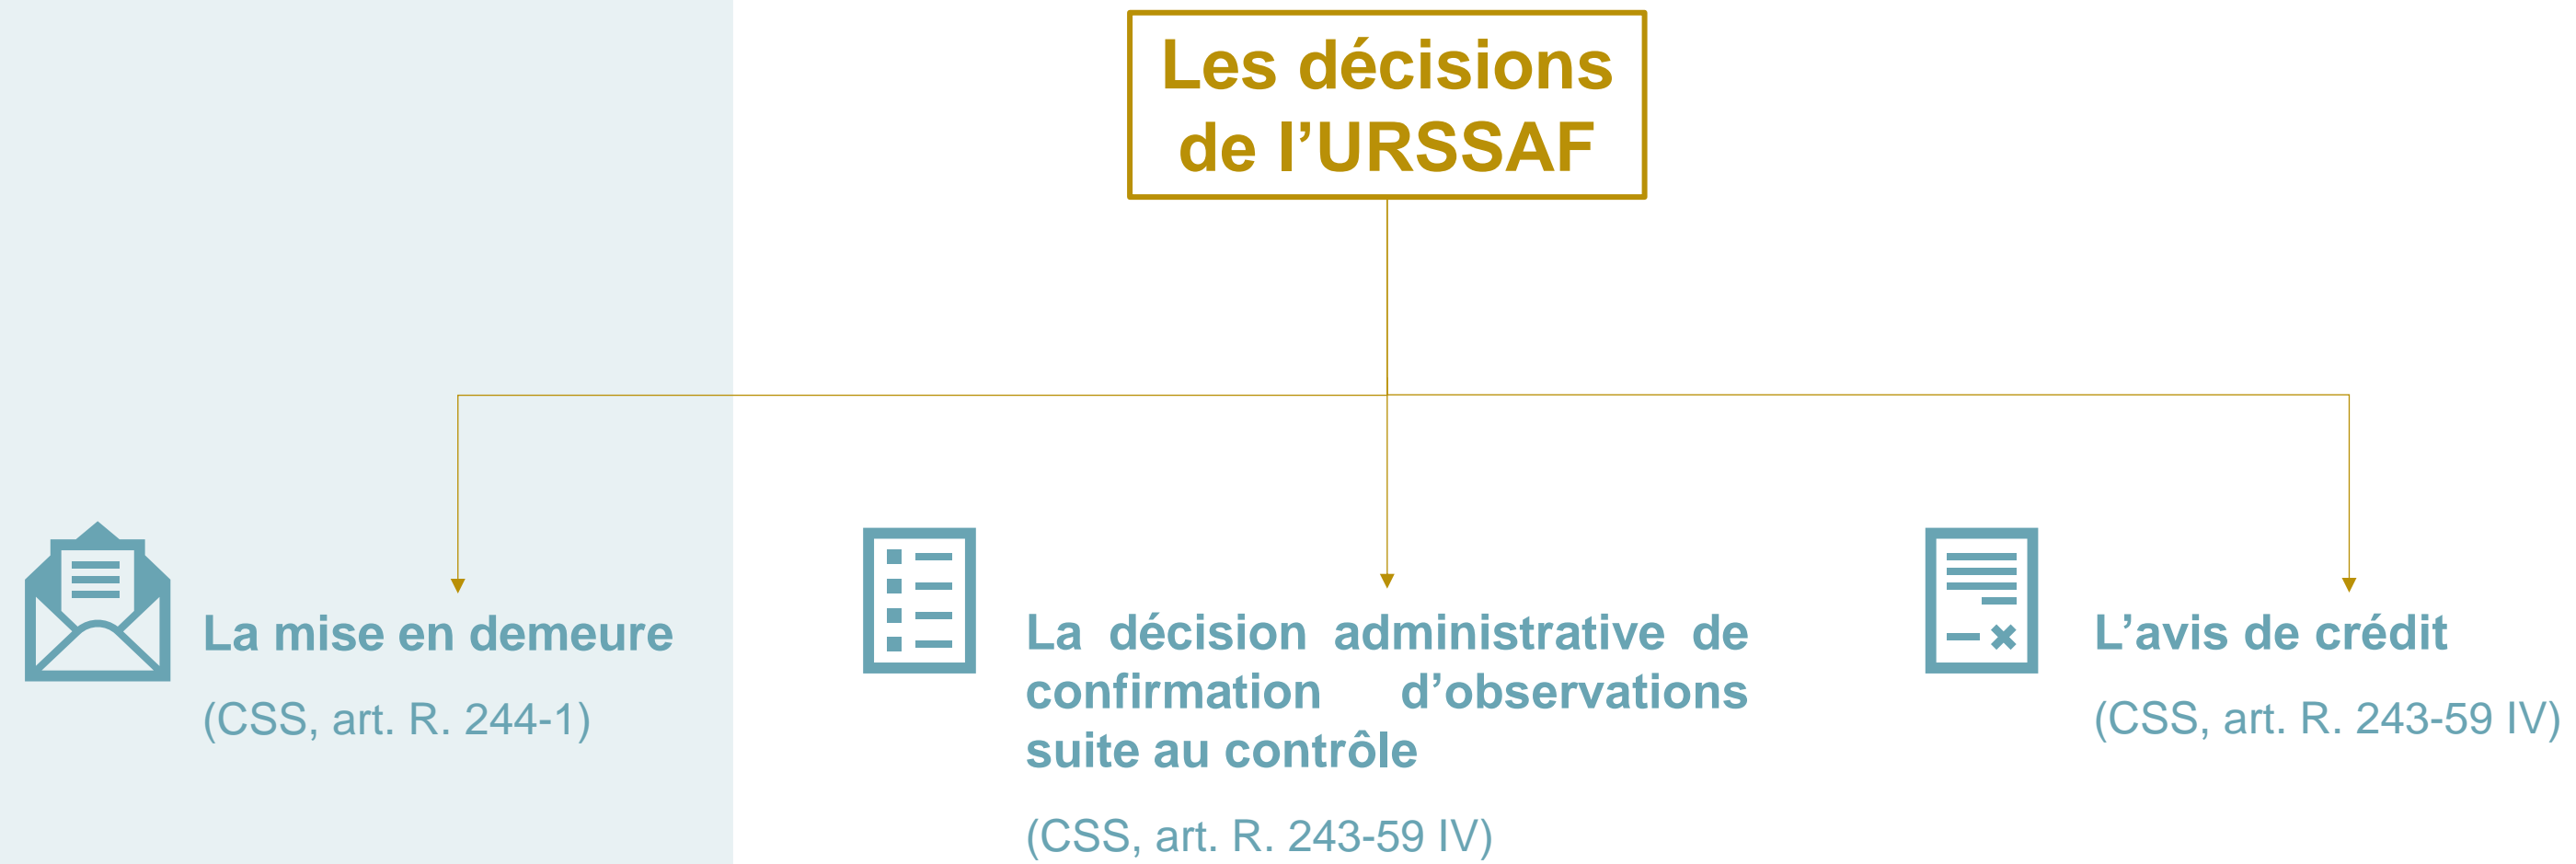 Les décisions
de l’URSSAF
La mise en demeure
(CSS, art. R. 244-1)
La décision administrative de
confirmation d’observations
suite au contrôle
(CSS, art. R. 243-59 IV)
L’avis de crédit
(CSS, art. R. 243-59 IV)